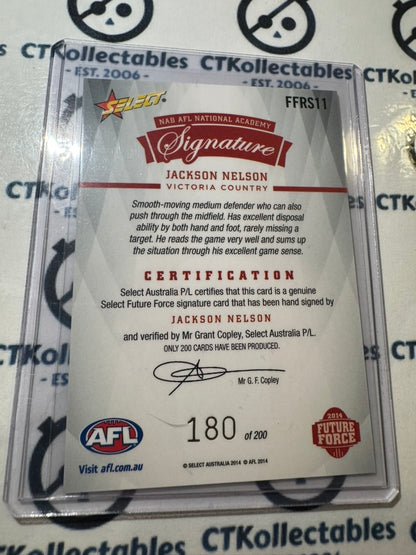 CTKollectables
- EST. 2006 -
CTKollectables
- EST. 2006 -
SELECT
FFRS11
NAB AFL NATIONAL ACADEMY
Signature
JACKSON NELSON
VICTORIA COUNTRY
Smooth-moving medium defender who can also
push through the midfield. Has excellent disposal
ability by both hand and foot, rarely missing a
target. He reads the game very well and sums up
the situation through his excellent game sense.
CERTIFICATION
Select Australia P/L certifies that this card is a genuine
Select Future Force signature card that has been hand signed by
JACKSON NELSON
and verified by Mr Grant Copley, Select Australia P/L.
ONLY 200 CARDS HAVE BEEN PRODUCED.
Mr G. F. Copley
AFL
Visit afl.com.au
180 of 200
2014
FUTURE
FORCE
© SELECT AUSTRALIA 2014 © AFL 2014
CTKollectables